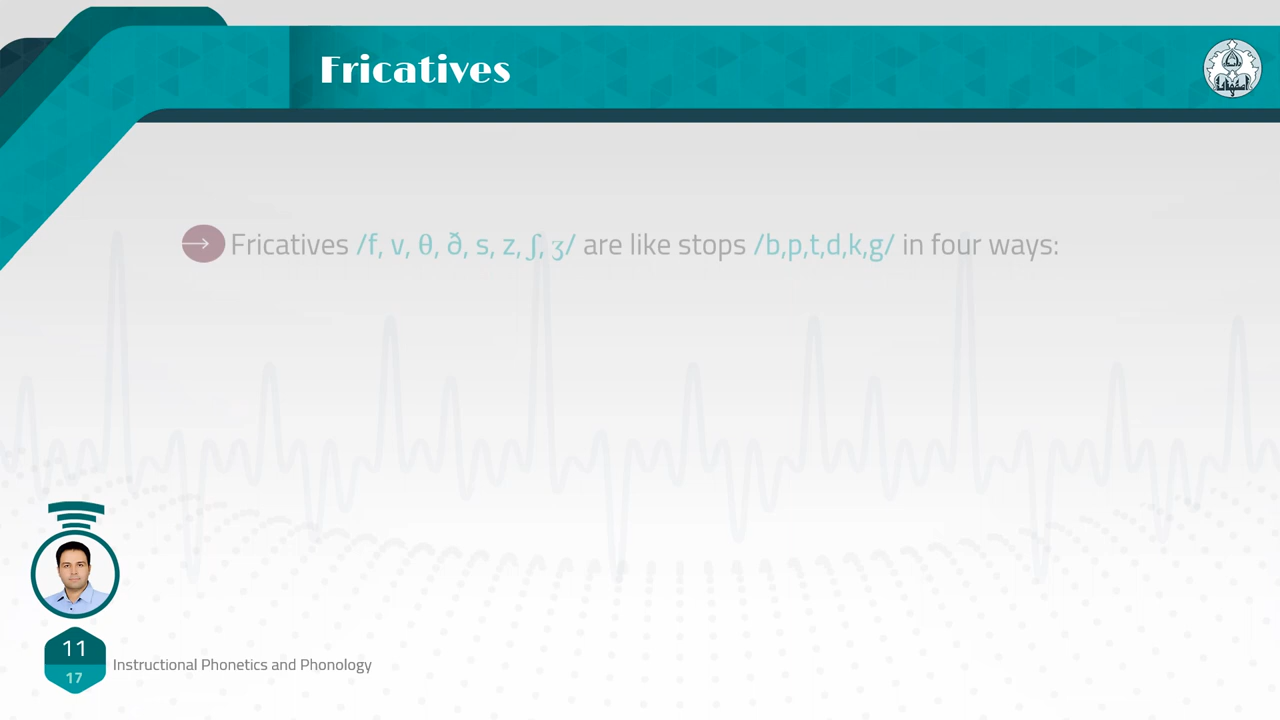 Fricatives
Fricatives /f, v, θ, ð, s, z, ʃ, ʒ/ are like stops /b,p,t,d,k,g/ in four ways:
11
17
Instructional Phonetics and Phonology